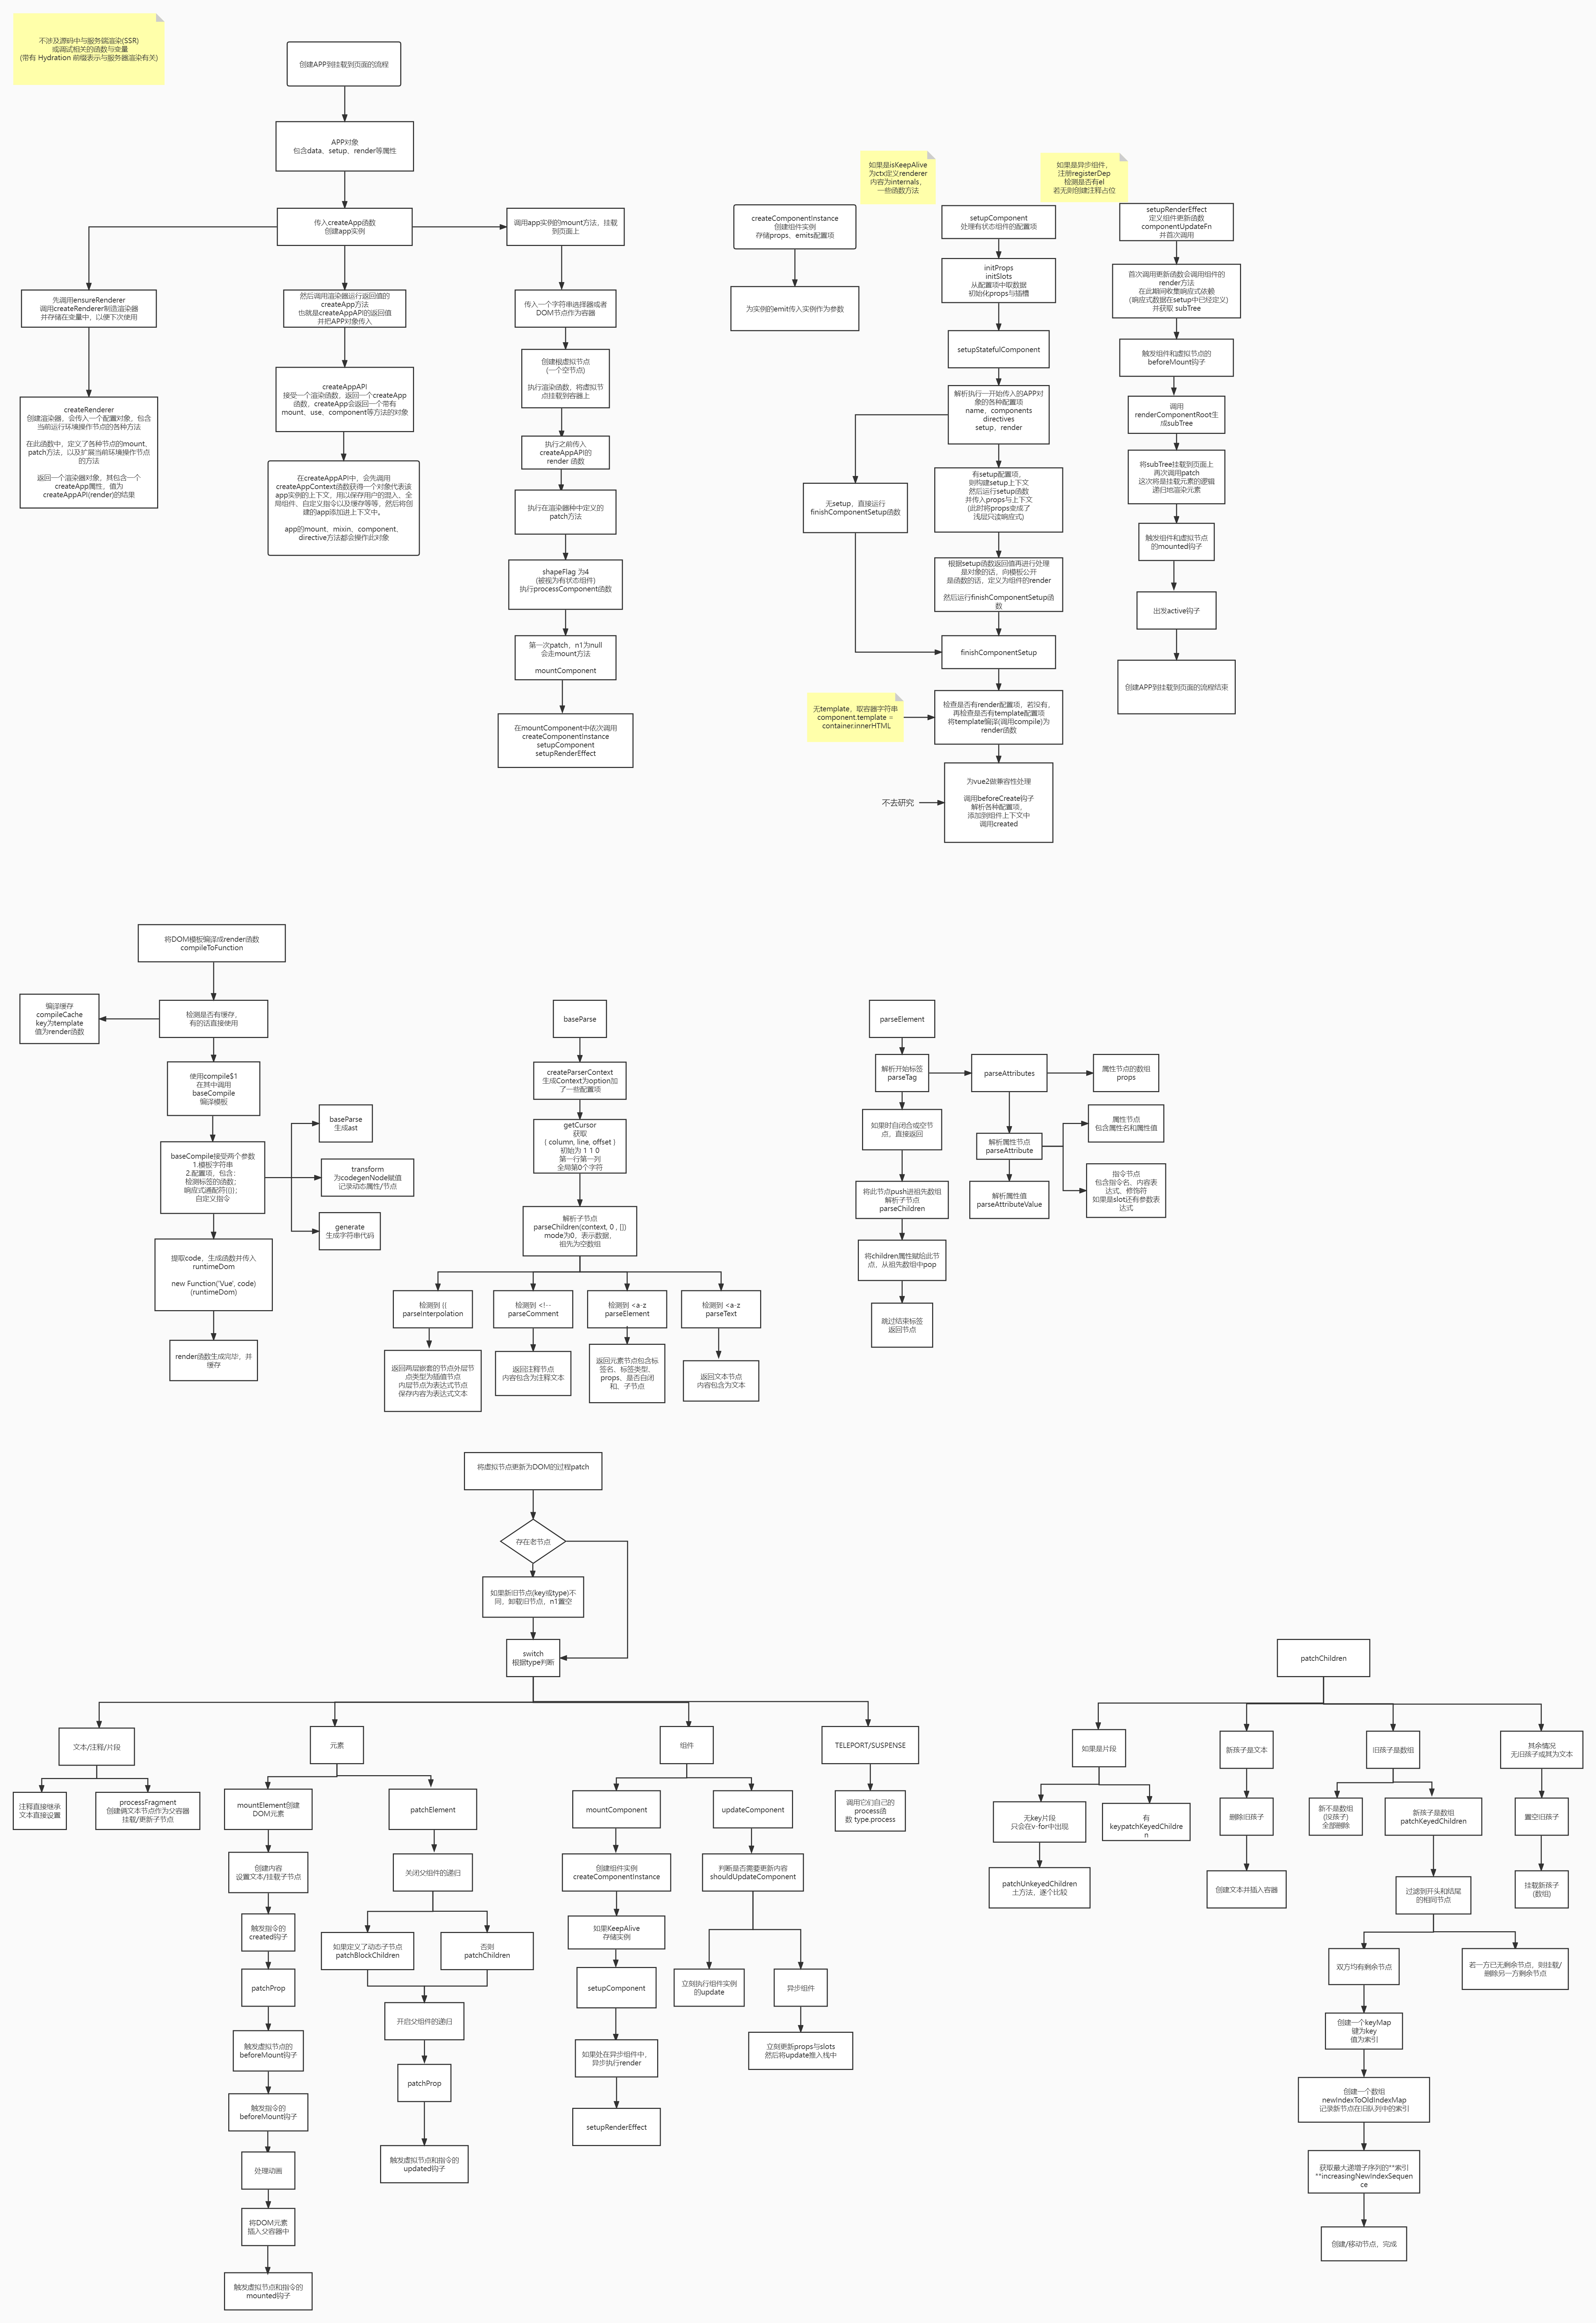 不涉及源码中与服务端渲染(SSR)
或调试相关的函数与变量
(带有 Hydration 前缀表示与服务器渲染有关)
创建APP到挂载到页面的流程
APP对象
包含data、setup、render等属性
传入createApp函数
创建app实例
先调用ensureRenderer
调用createRenderer制造渲染器
并存储在变量中，以便下次使用
createRenderer
创建渲染器，会传入一个配置对象，包含
当前运行环境操作节点的各种方法
在此函数中，定义了各种节点的mount、
patch方法，以及扩展当前环境操作节点
的方法
返回一个渲染器对象，其包含一个
createApp属性，值为
createAppAPI(render)的结果
然后调用渲染器运行返回值的
createApp方法
也就是createAppAPI的返回值
并把APP对象传入
createAppAPI
接受一个渲染函数，返回一个createApp
函数，createApp会返回一个带有
mount、use、component等方法的对象
在createAppAPI中，会先调用
createAppContext函数获得一个对象代表该
app实例的上下文，用以保存用户的混入，全
局组件，自定义指令以及缓存等等，然后将创
建的app添加进上下文中。
app的mount、mixin、component、
directive方法都会操作此对象
调用app实例的mount方法，挂载
到页面上
传入一个字符串选择器或者
DOM节点作为容器
创建根虚拟节点
(一个空节点)
执行渲染函数，将虚拟节
点挂载到容器上
执行之前传入
createAppAPI的
render 函数
执行在渲染器种中定义的
patch方法
shapeFlag 为4
(被视为有状态组件)
执行processComponent函数
第一次patch，n1为null
会走mount方法
mountComponent
在mountComponent中依次调用
createComponentInstance
setupComponent
setupRenderEffect
createComponentInstance
创建组件实例
存储props、emits配置项
为实例的emit传入实例作为参数
如果是isKeepAlive
为ctx定义renderer
内容为internals，
一些函数方法
setupComponent
处理有状态组件的配置项
initProps
initSlots
从配置项中取数据
初始化props与插槽
setupStatefulComponent
解析执行一开始传入的APP对
象的各种配置项
name，components
directives
setup，render
无setup，直接运行
finishComponentSetup函数
有setup配置项，
则构建setup上下文
然后运行setup函数
并传入props与上下文
(此时将props变成了
浅层只读响应式)
根据setup函数返回值再进行处理
是对象的话，向模板公开
是函数的话，定义为组件的render
然后运行finishComponentSetup函
数
finishComponentSetup
无template，取容器字符串
component.template =
container.innerHTML
检查是否有render配置项，若没有，
再检查是否有template配置项
将template编译(调用compile)为
render函数
不去研究
为vue2做兼容性处理
调用beforeCreate钩子
解析各种配置项，
添加到组件上下文中
调用created
如果是异步组件，
注册registerDep
检测是否有el
若无则创建注释占位
setupRenderEffect
定义组件更新函数
componentUpdateFn
并首次调用
首次调用更新函数会调用组件的
render方法
在此期间收集响应式依赖
(响应式数据在setup中已经定义)
并获取 subTree
触发组件和虚拟节点的
beforeMount钩子
调用
renderComponentRoot生
成subTree
将subTree挂载到页面上
再次调用patch
这次将是挂载元素的逻辑
递归地渲染元素
触发组件和虚拟节点
的mounted钩子
出发active钩子
创建APP到挂载到页面的流程结束
将DOM模板编译成render函数
compileToFunction
检测是否有缓存，
有的话直接使用
编译缓存
compileCache
key为template
值为render函数
使用compile$1
在其中调用
baseCompile
编译模板
baseCompile接受两个参数
1.模板字符串
2.配置项，包含：
检测标签的函数;
响应式通配符{{}};
自定义指令
baseParse
生成ast
transform
为codegenNode赋值
记录动态属性/节点
generate
生成字符串代码
提取code，生成函数并传入
runtimeDom
new Function('Vue', code)
(runtimeDom)
render函数生成完毕，并
缓存
baseParse
createParserContext
生成Context为option加
了一些配置项
getCursor
获取
{ column, line, offset }
初始为 1 1 0
第一行第一列
全局第0个字符
解析子节点
parseChildren(context, 0 , [])
mode为0，表示数据，
祖先为空数组
检测到 {{
parseInterpolation
返回两层嵌套的节点外层节
点类型为插值节点
内层节点为表达式节点
保存内容为表达式文本
检测到 <!--
parseComment
返回注释节点
内容包含为注释文本
检测到 <a-z
parseElement
返回元素节点包含标
签名、标签类型、
props、是否自闭
和、子节点
检测到 <a-z
parseText
返回文本节点
内容包含为文本
parseElement
解析开始标签
parseTag
parseAttributes
属性节点的数组
props
如果时自闭合或空节
点，直接返回
解析属性节点
parseAttribute
属性节点
包含属性名和属性值
指令节点
包含指令名、内容表
达式、修饰符
如果是slot还有参数表
达式
解析属性值
parseAttributeValue
将此节点push进祖先数组
解析子节点
parseChildren
将children属性赋给此节
点，从祖先数组中pop
跳过结束标签
返回节点
将虚拟节点更新为DOM的过程patch
存在老节点
如果新旧节点(key或type)不
同，卸载旧节点，n1置空
switch
根据type判断
文本/注释/片段
注释直接继承
文本直接设置
processFragment
创建俩文本节点作为父容器
挂载/更新子节点
元素
mountElement创建
DOM元素
创建内容
设置文本/挂载子节点
触发指令的
created钩子
patchProp
触发虚拟节点的
beforeMount钩子
触发指令的
beforeMount钩子
处理动画
将DOM元素
插入父容器中
触发虚拟节点和指令的
mounted钩子
patchElement
关闭父组件的递归
如果定义了动态子节点
patchBlockChildren
否则
patchChildren
开启父组件的递归
patchProp
触发虚拟节点和指令的
updated钩子
组件
mountComponent
创建组件实例
createComponentInstance
如果KeepAlive
存储实例
setupComponent
如果处在异步组件中，
异步执行render
setupRenderEffect
updateComponent
判断是否需要更新内容
shouldUpdateComponent
立刻执行组件实例
的update
异步组件
立刻更新props与slots
然后将update推入栈中
TELEPORT/SUSPENSE
调用它们自己的
process函
数 type.process
patchChildren
如果是片段
无key片段
只会在v-for中出现
patchUnkeyedChildren
土方法，逐个比较
有
keypatchKeyedChildre
n
新孩子是文本
删除旧孩子
创建文本并插入容器
旧孩子是数组
新不是数组
(没孩子)
全部删除
新孩子是数组
patchKeyedChildren
过滤到开头和结尾
的相同节点
双方均有剩余节点
若一方已无剩余节点，则挂载/
删除另一方剩余节点
创建一个keyMap
键为key
值为索引
创建一个数组
newIndexToOldIndexMap
记录新节点在旧队列中的索引
获取最大递增子序列的**索引
**increasingNewIndexSequen
ce
创建/移动节点，完成
其余情况
无旧孩子或其为文本
置空旧孩子
挂载新孩子
(数组)